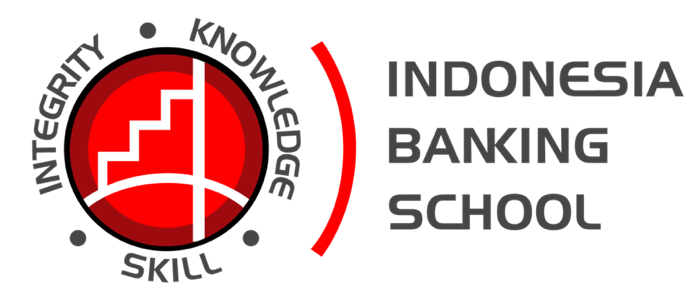 INTEGRITY
KNOWLEDGE
SKILL
INDONESIA
BANKING
SCHOOL